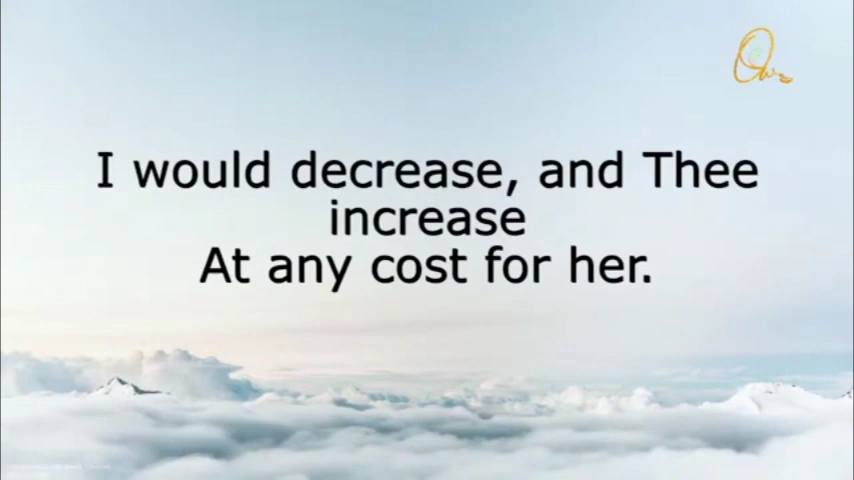 I would decrease, and Thee
increase
At any cost for her.